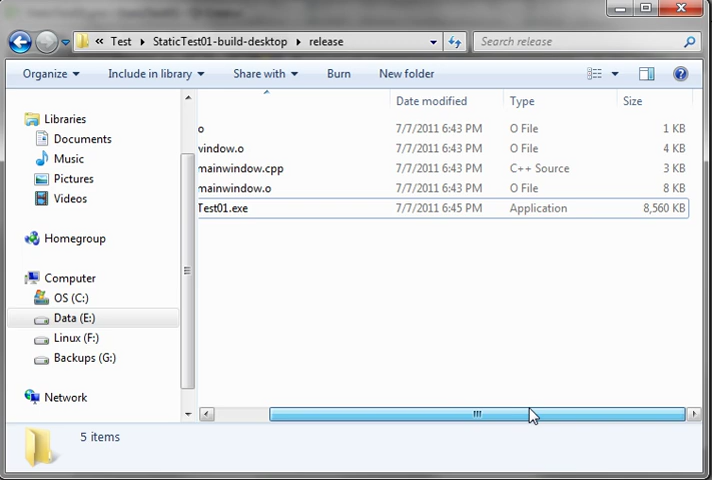 « Test StaticTest01-build-desktop release Search release
Organize Include in library Share with Burn New folder
Libraries
Documents
Music
Pictures
Videos
Homegroup
Computer
OS (C:)
Data (E:)
Linux (F:)
Backups (G:)
Network
Date modified Type Size
o 7/7/2011 6:43 PM O File 1 KB
window.o 7/7/2011 6:43 PM O File 4 KB
mainwindow.cpp 7/7/2011 6:43 PM C++ Source 3 KB
mainwindow.o 7/7/2011 6:43 PM O File 8 KB
Test01.exe 7/7/2011 6:45 PM Application 8,560 KB
5 items